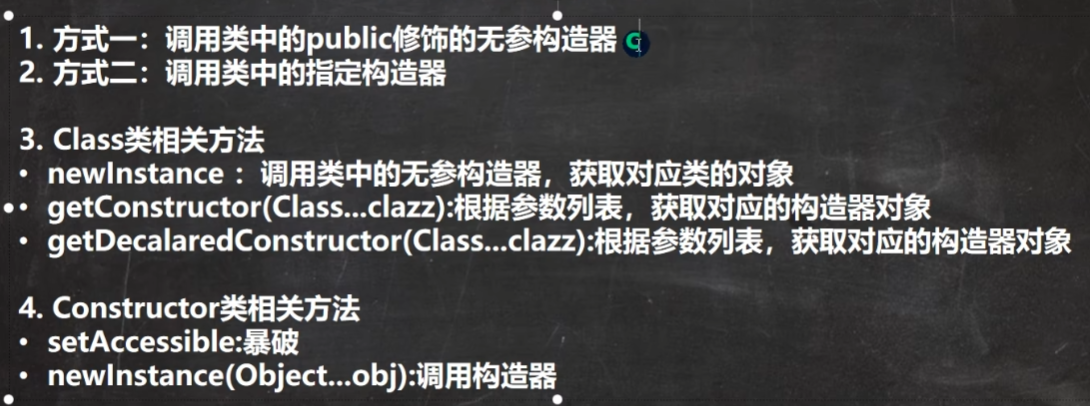 1. 方式一：调用类中的public修饰的无参构造器
2. 方式二：调用类中的指定构造器
3. Class类相关方法
• newInstance ：调用类中的无参构造器，获取对应类的对象
• getConstructor(Class...clazz):根据参数列表，获取对应的构造器对象
• getDecalaredConstructor(Class...clazz):根据参数列表，获取对应的构造器对象
4. Constructor类相关方法
• setAccessible:暴破
• newInstance(Object...obj):调用构造器